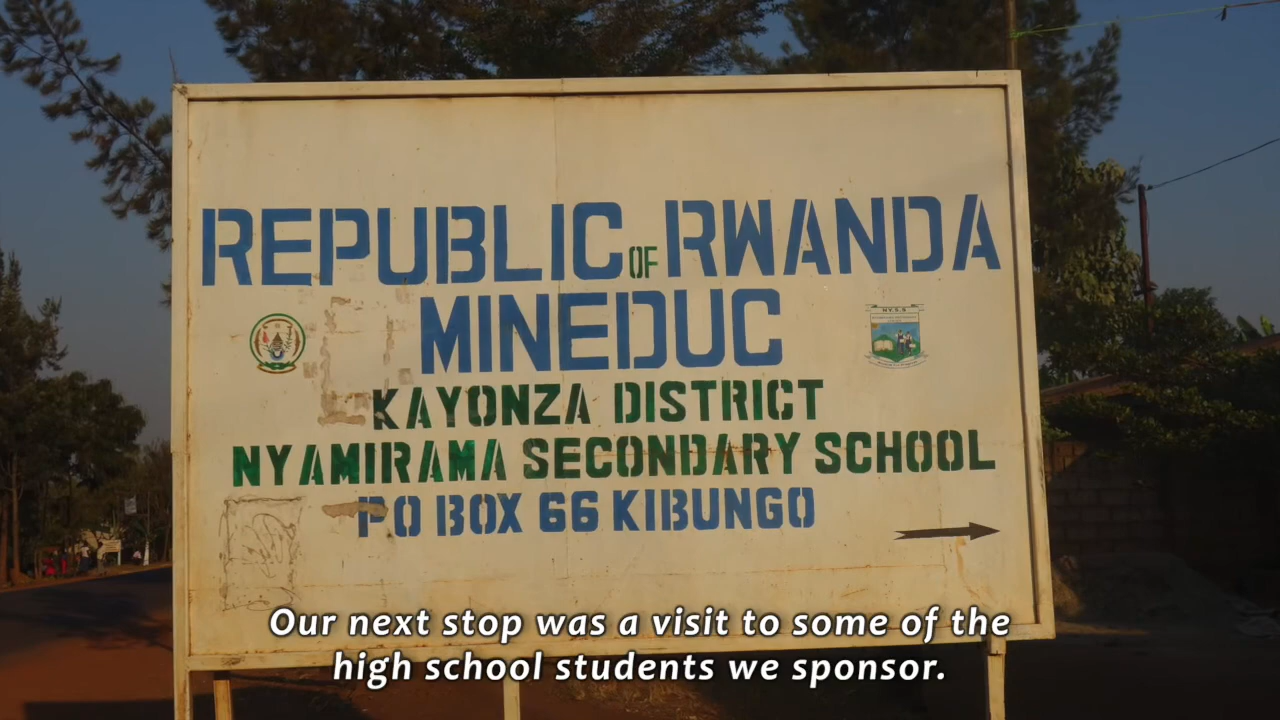 REPUBLIC OF RWANDA
MINEDUC
N.Y.S.S
KAYONZA DISTRICT
NYAMIRAMA SECONDARY SCHOOL
PO BOX 66 KIBUNGO
Our next stop was a visit to some of the
high school students we sponsor.